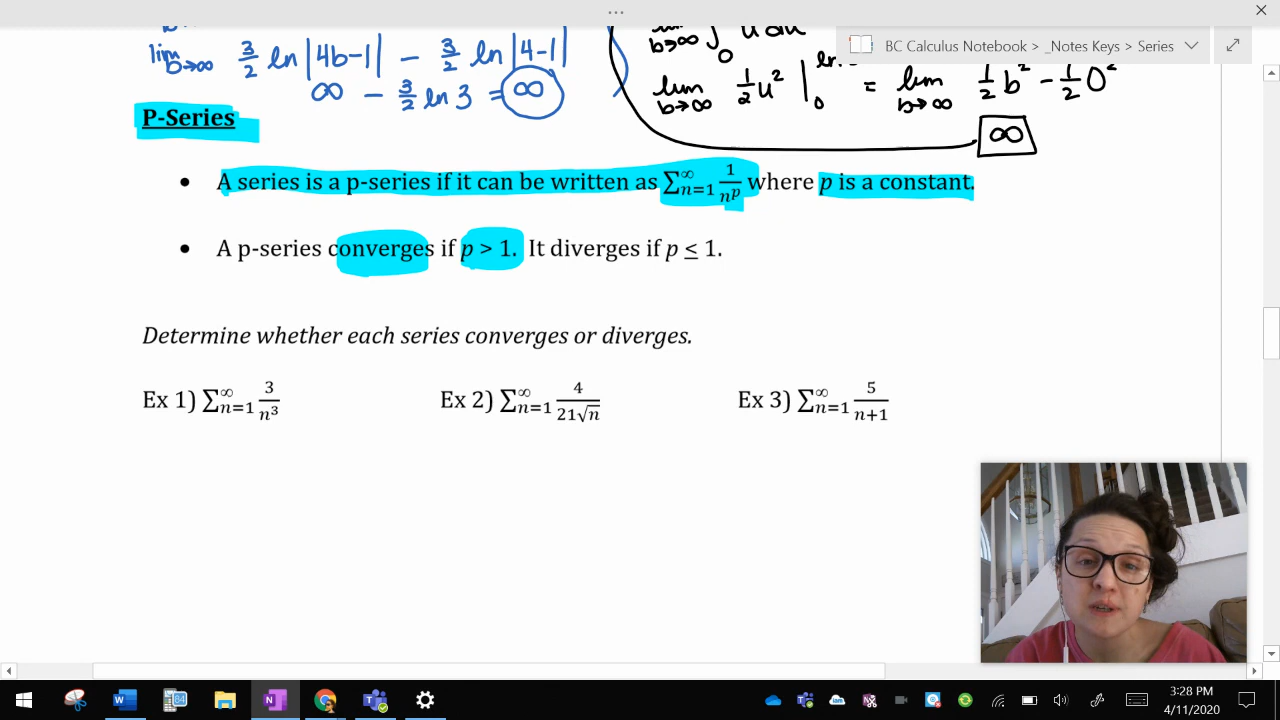 BC Calculus Notebook > _Notes Keys > Series
lim b→∞ 3/2 ln|4b-1| - 3/2 ln|4-1|
∞ - 3/2 ln 3 = ∞
b→∞ ∫ 0 u du
lim b→∞ 1/2 u² | 0 = lim b→∞ 1/2 b² - 1/2 0²
∞
P-Series
• A series is a p-series if it can be written as ∑∞n=1 1/nᵖ where p is a constant.
• A p-series converges if p > 1. It diverges if p ≤ 1.
Determine whether each series converges or diverges.
Ex 1) ∑∞n=1 3/n³
Ex 2) ∑∞n=1 4/21√n
Ex 3) ∑∞n=1 5/n+1
3:28 PM
4/11/2020